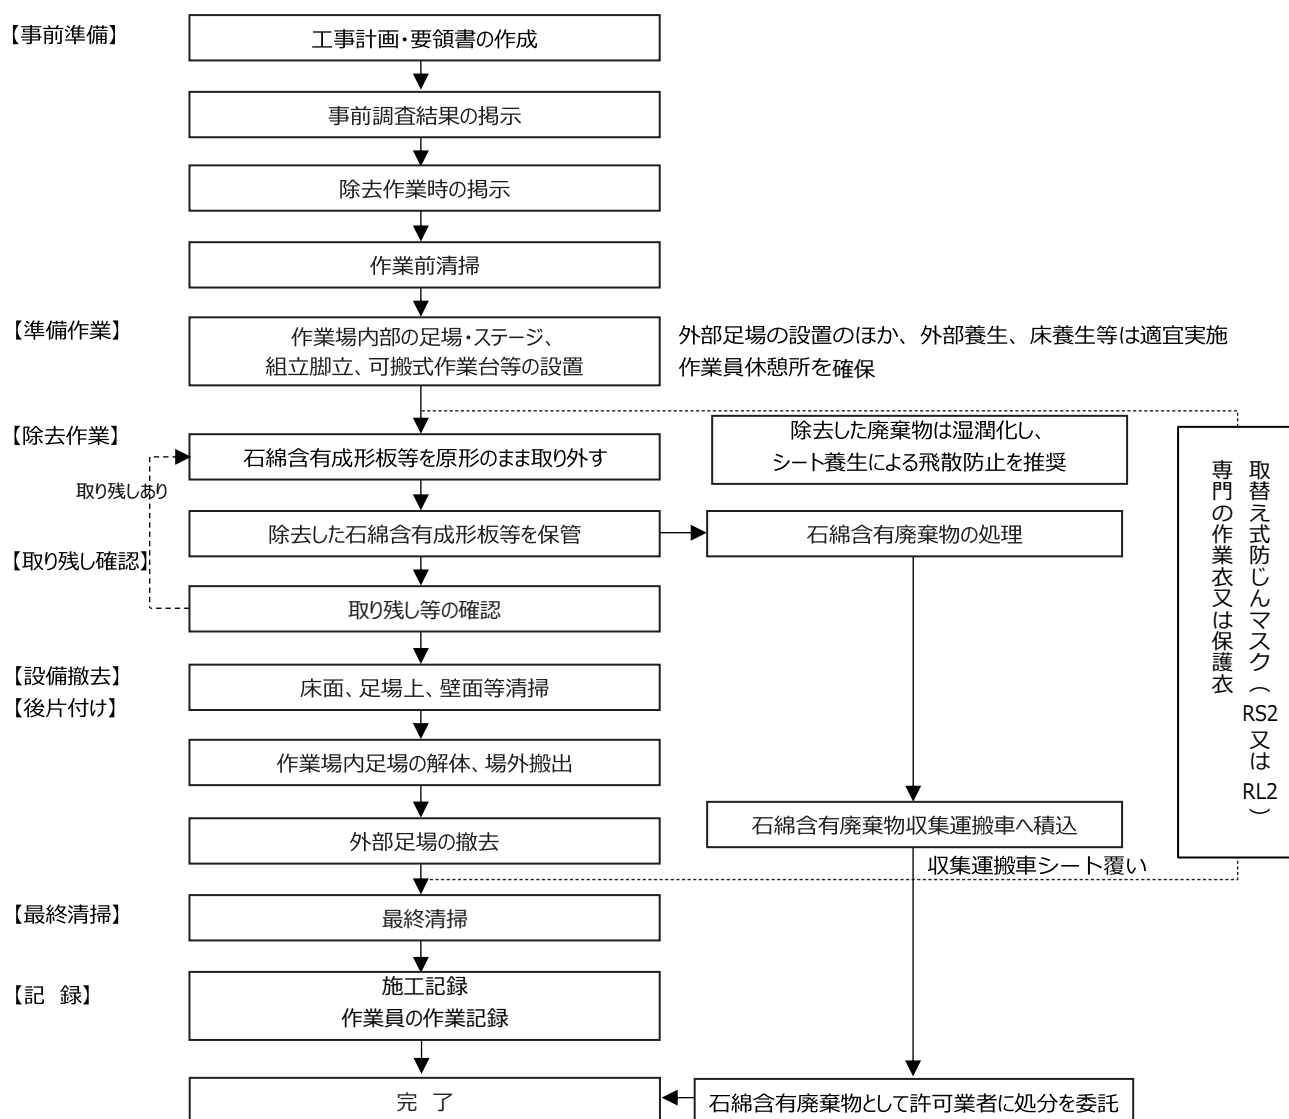 【事前準備】
工事計画・要領書の作成
事前調査結果の掲示
除去作業時の掲示
作業前清掃
【準備作業】
作業場内部の足場・ステージ、
組立脚立、可搬式作業台等の設置
外部足場の設置のほか、外部養生、床養生等は適宜実施
作業員休憩所を確保
【除去作業】
石綿含有成形板等を原形のまま取り外す
除去した廃棄物は湿潤化し、
シート養生による飛散防止を推奨
取替え式防じんマスク（RS2又はRL2）
専門の作業衣又は保護衣
取り残しあり
除去した石綿含有成形板等を保管
石綿含有廃棄物の処理
【取り残し確認】
取り残し等の確認
【設備撤去】
【後片付け】
床面、足場上、壁面等清掃
作業場内足場の解体、場外搬出
外部足場の撤去
石綿含有廃棄物収集運搬車へ積込
収集運搬車シート覆い
【最終清掃】
最終清掃
【記　録】
施工記録
作業員の作業記録
完　了
石綿含有廃棄物として許可業者に処分を委託